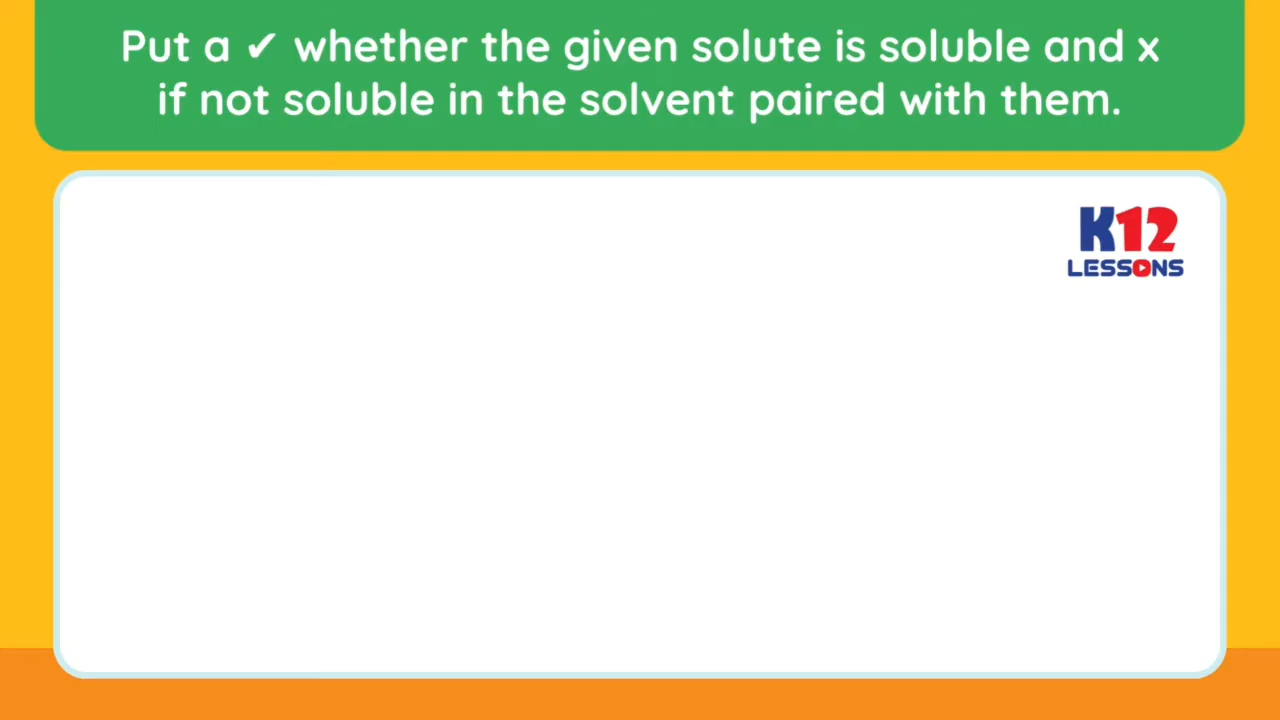 Put a ✔ whether the given solute is soluble and x
if not soluble in the solvent paired with them.
K12
LESSONS